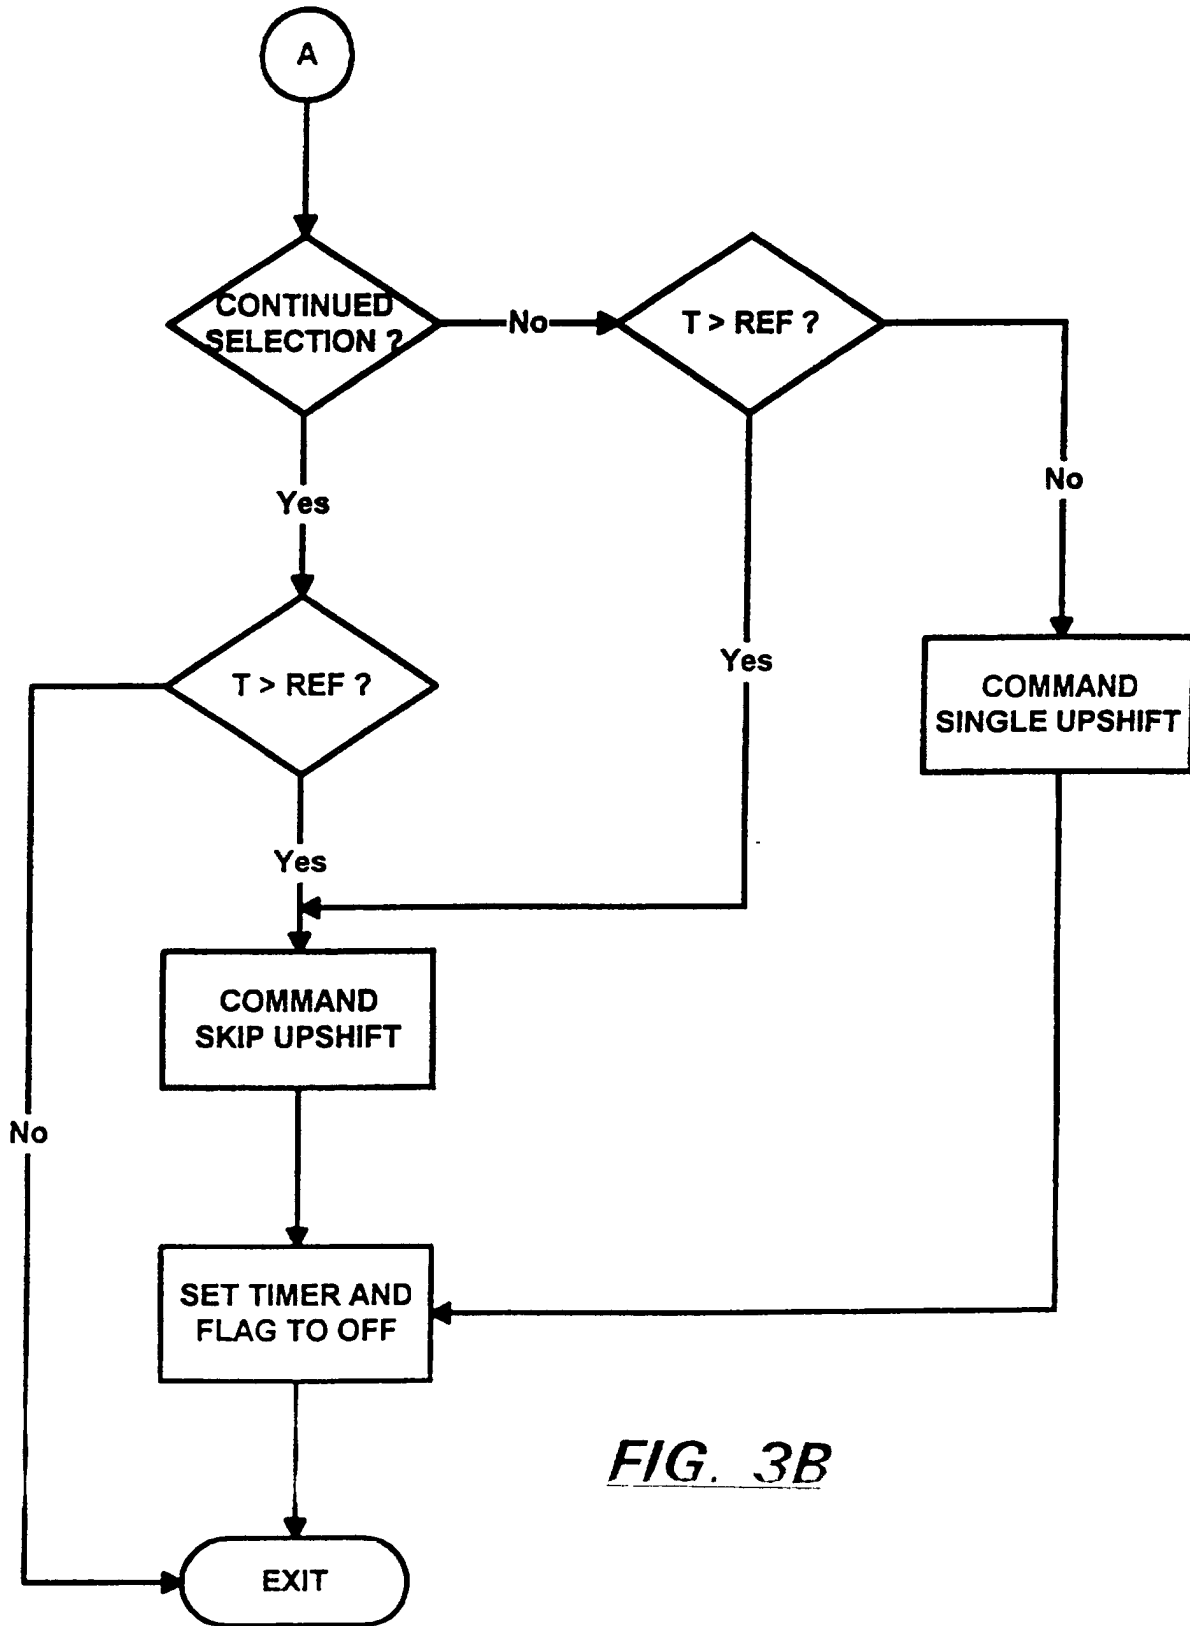 A
CONTINUED
SELECTION ?
No
T > REF ?
No
Yes
T > REF ?
Yes
COMMAND
SINGLE UPSHIFT
Yes
COMMAND
SKIP UPSHIFT
No
SET TIMER AND
FLAG TO OFF
FIG. 3B
EXIT